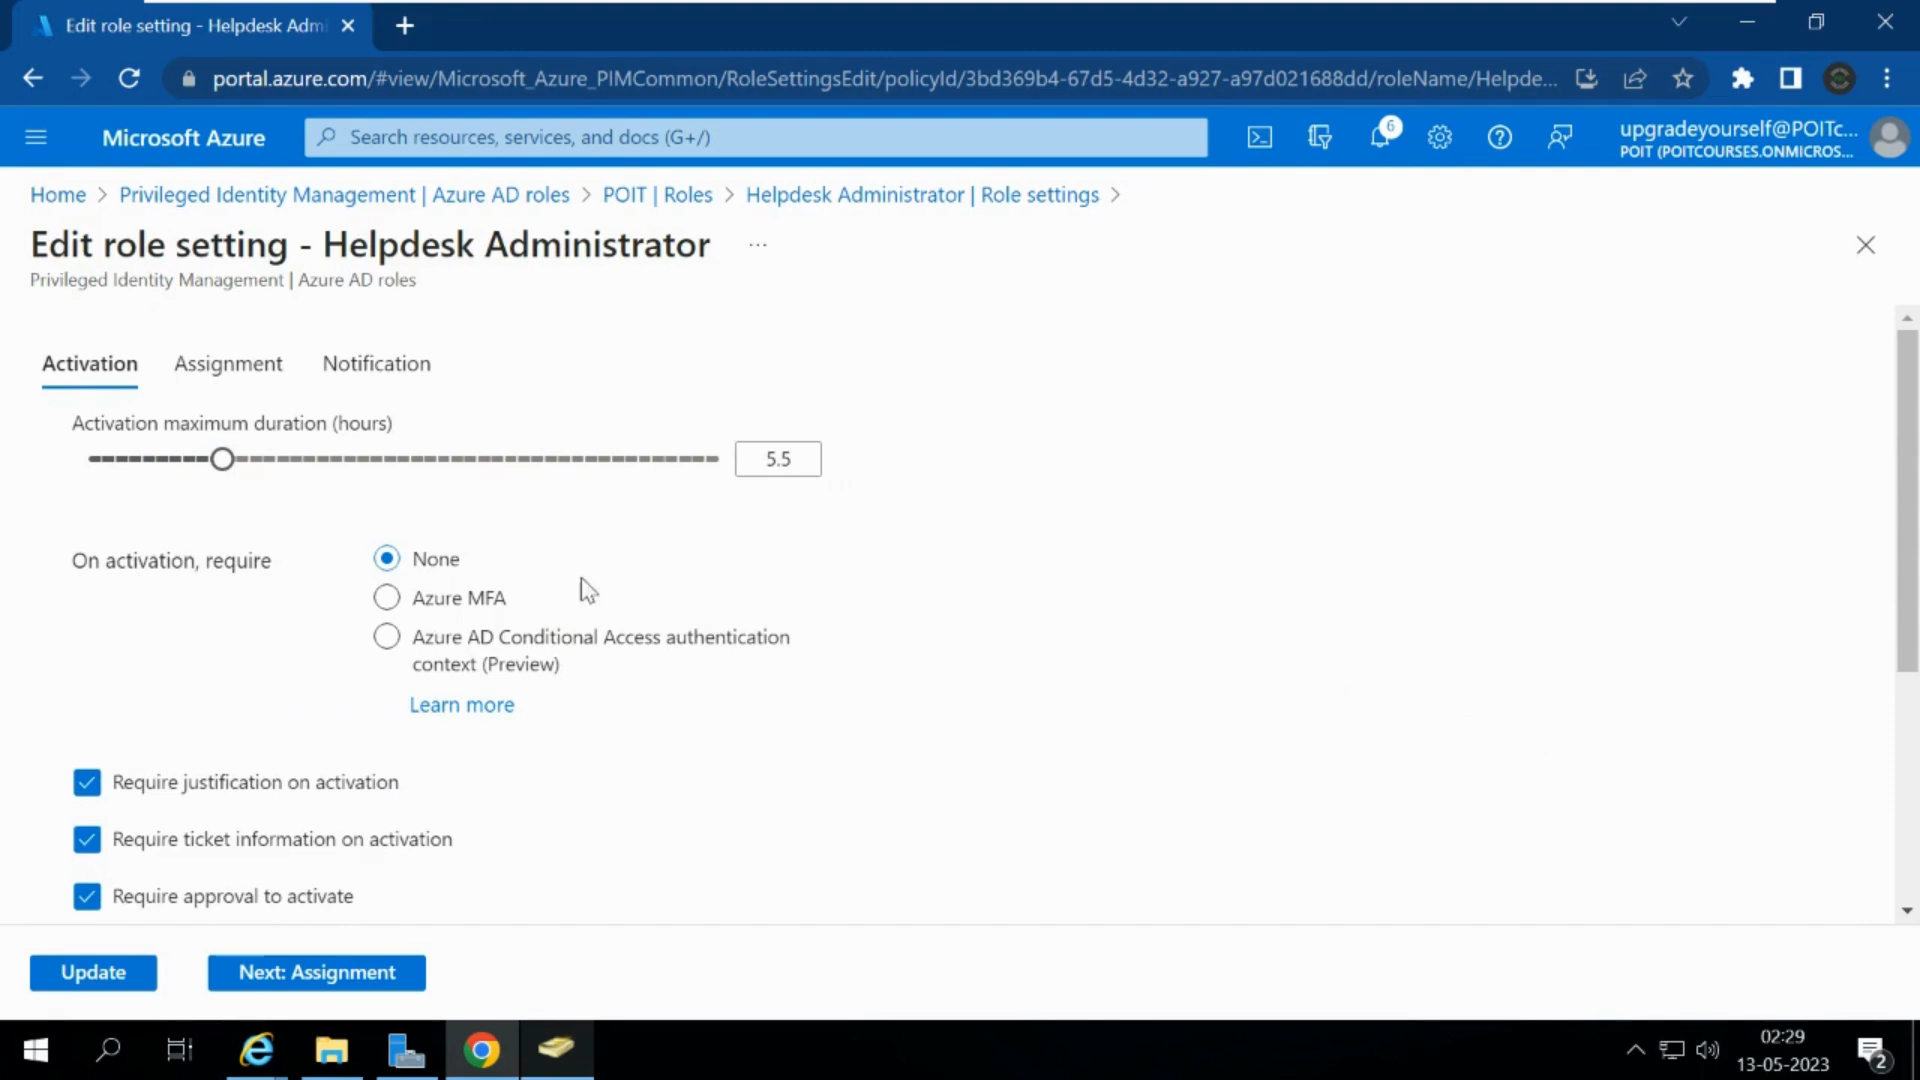 Edit role setting - Helpdesk Admi
portal.azure.com/#view/Microsoft_Azure_PIMCommon/RoleSettingsEdit/policyId/3bd369b4-67d5-4d32-a927-a97d021688dd/roleName/Helpde...
Microsoft Azure
Search resources, services, and docs (G+/)
6
upgradeyourself@POITc...
POIT (POITCOURSES.ONMICROS...
Home > Privileged Identity Management | Azure AD roles > POIT | Roles > Helpdesk Administrator | Role settings >
Edit role setting - Helpdesk Administrator ...
Privileged Identity Management | Azure AD roles
Activation Assignment Notification
Activation maximum duration (hours)
5.5
On activation, require
None
Azure MFA
Azure AD Conditional Access authentication
context (Preview)
Learn more
Require justification on activation
Require ticket information on activation
Require approval to activate
Update
Next: Assignment
02:29
13-05-2023
2